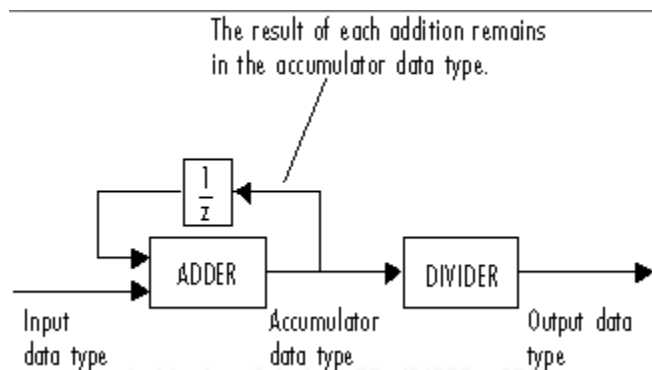 The result of each addition remains
in the accumulator data type.
1
z
ADDER
DIVIDER
Input
data type
Accumulator
data type
Output data
type